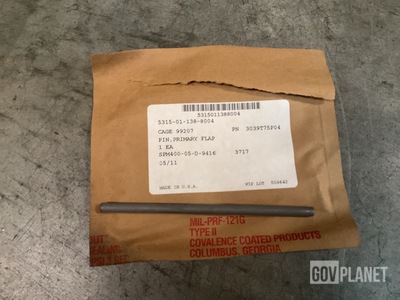 5315011388004
5315-01-138-8004
CAGE 99207 PN 3039T75P04
PIN,PRIMARY FLAP
1 EA
SPM400-05-D-9416 3717
05/11
MADE IN U.S.A.
MIL-PRF-121G
TYPE II
COVALENCE COATED PRODUCTS
COLUMBUS, GEORGIA
GOVPLANET